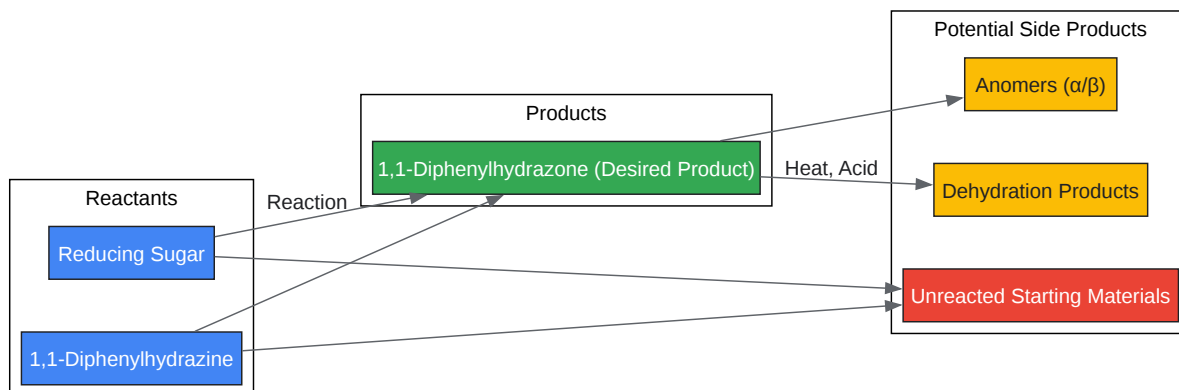 Potential Side Products
Anomers (α/β)
Products
1,1-Diphenylhydrazone (Desired Product)
Heat, Acid
Dehydration Products
Reactants
Reaction
Reducing Sugar
Unreacted Starting Materials
1,1-Diphenylhydrazine